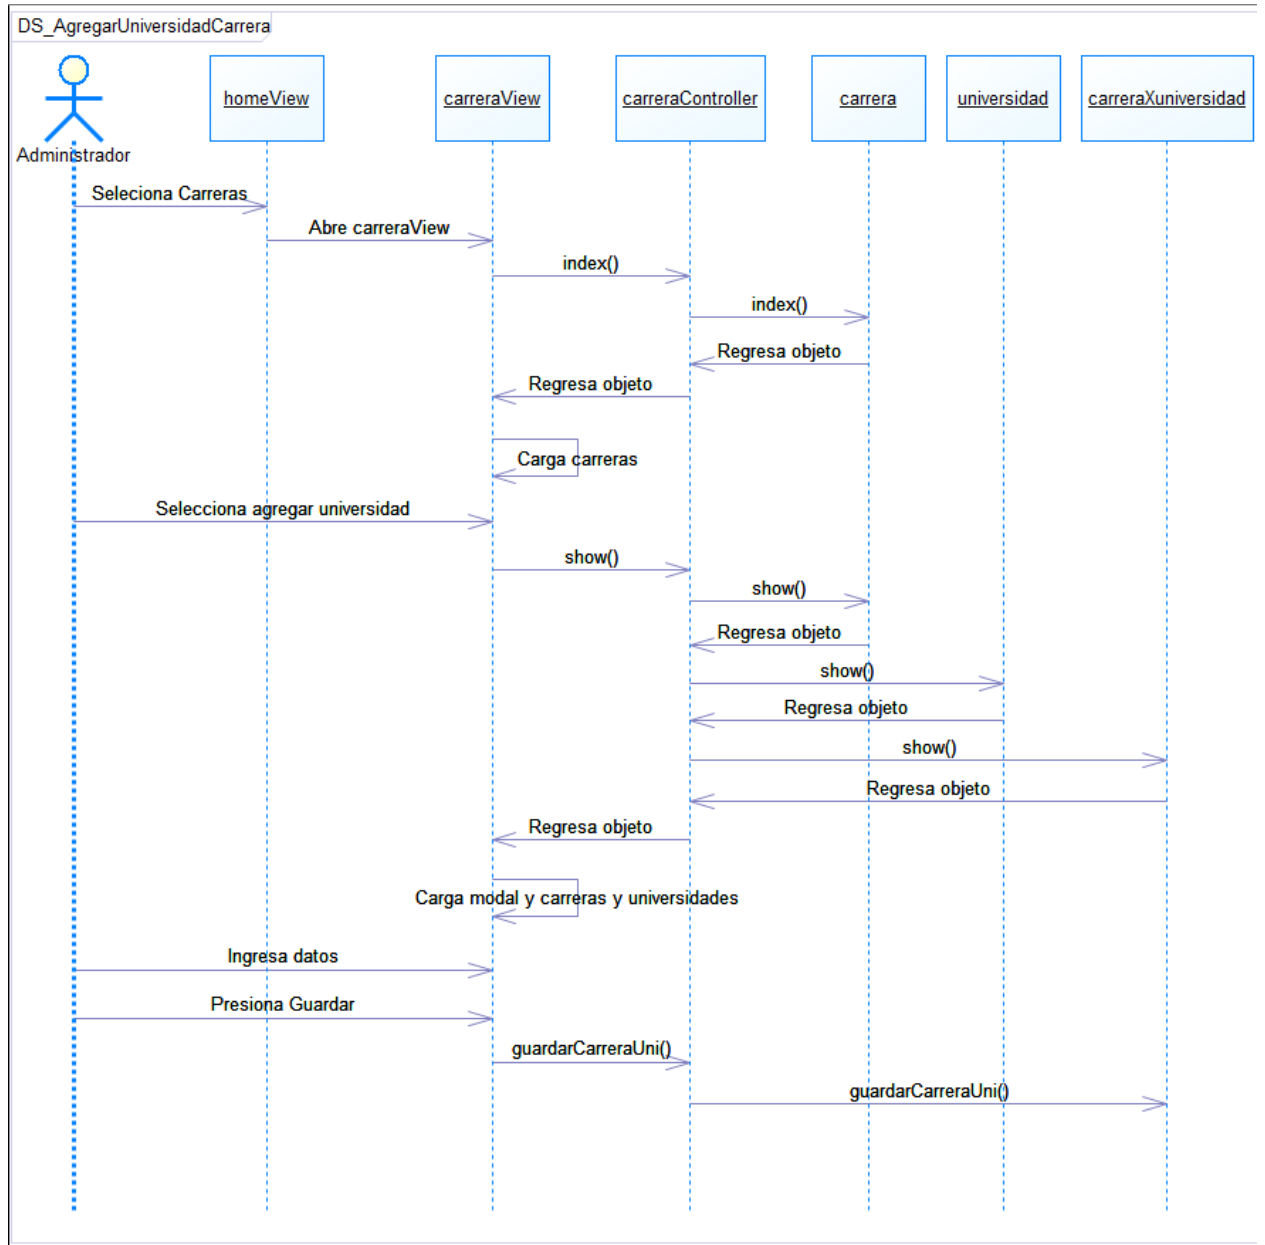 DS_AgregarUniversidadCarrera
Administrador
homeView
carreraView
carreraController
carrera
universidad
carreraXuniversidad
Seleciona Carreras
Abre carreraView
index()
index()
Regresa objeto
Regresa objeto
Carga carreras
Selecciona agregar universidad
show()
show()
Regresa objeto
show()
Regresa objeto
show()
Regresa objeto
Regresa objeto
Carga modal y carreras y universidades
Ingresa datos
Presiona Guardar
guardarCarreraUni()
guardarCarreraUni()